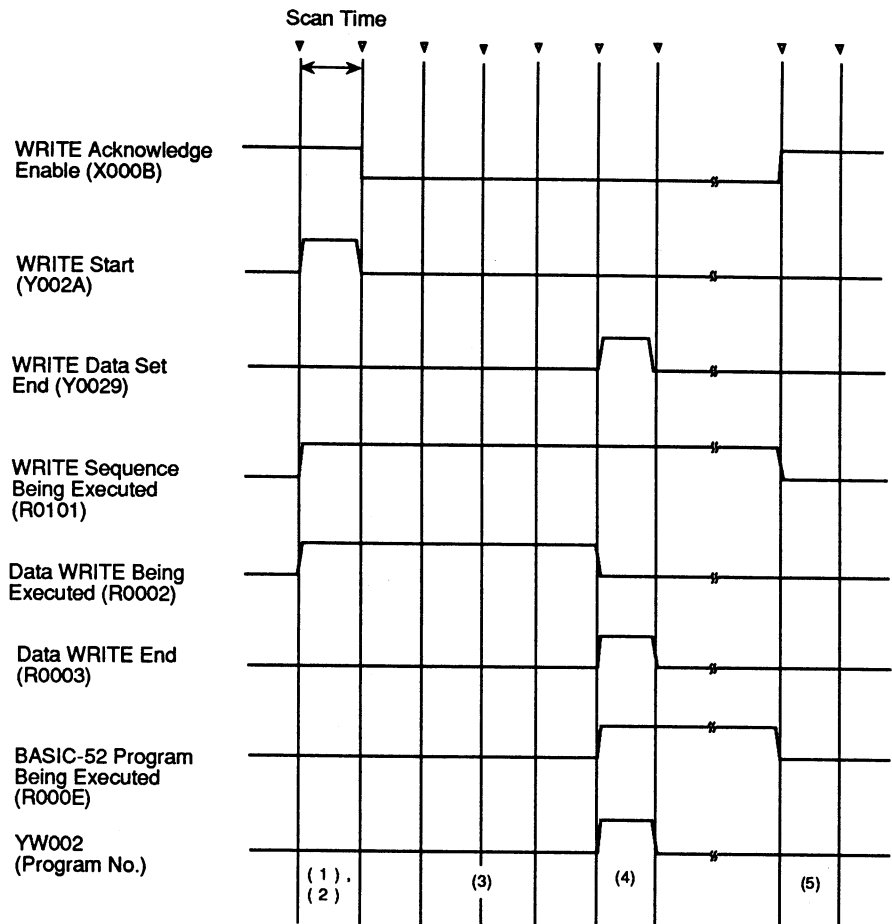 Scan Time
WRITE Acknowledge
Enable (X000B)
WRITE Start
(Y002A)
WRITE Data Set
End (Y0029)
WRITE Sequence
Being Executed
(R0101)
Data WRITE Being
Executed (R0002)
Data WRITE End
(R0003)
BASIC-52 Program
Being Executed
(R000E)
YW002
(Program No.)
(1),
(2)
(3)
(4)
(5)